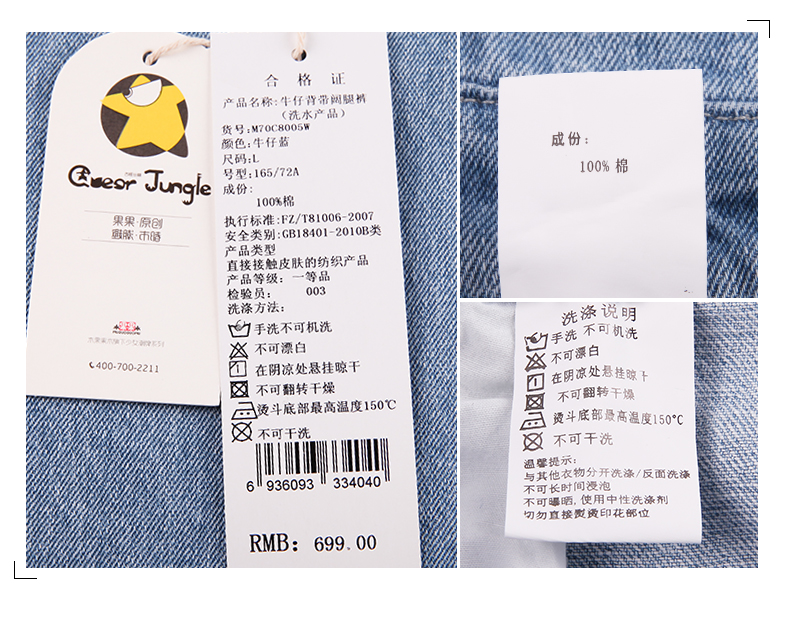 Jungle
果果·原创
400-700-2211
合格证
产品名称:牛仔背带阔腿裤
(洗水产品)
货号:M70C8005W
颜色:牛仔蓝
尺码:L
号型:165/72A
成份:
100%棉
执行标准:FZ/T81006-2007
安全类别:GB18401-2010B类
产品类型
直接接触皮肤的纺织产品
产品等级: 一等品
检验员: 003
洗涤方法:
手洗不可机洗
不可漂白
在阴凉处悬挂晾干
不可翻转干燥
熨斗底部最高温度150℃
不可干洗
6 936093 334040
RMB: 699.00
成份:
100% 棉
洗涤说明
手洗 不可机洗
不可漂白
在阴凉处悬挂晾干
不可翻转干燥
熨斗底部最高温度150°C
不可干洗
温馨提示:
与其他衣物分开洗涤/反面洗涤
不可长时间浸泡
不可曝晒,使用中性洗涤剂
切勿直接熨烫印花部位